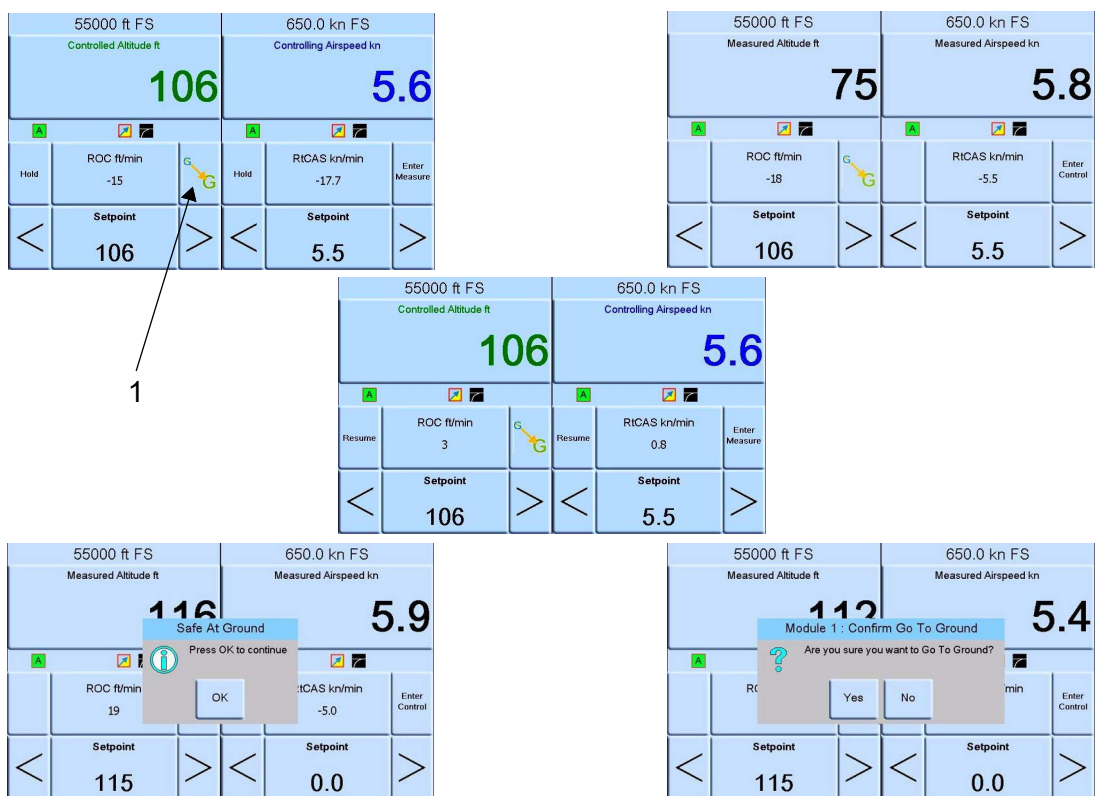 55000 ft FS 650.0 kn FS
Controlled Altitude ft Controlling Airspeed kn
106 5.6
A A
Hold ROC ft/min G G Hold RtCAS kn/min Enter Measure
-15 -17.7
Setpoint Setpoint
< 106 > < 5.5 >
1
55000 ft FS 650.0 kn FS
Measured Altitude ft Measured Airspeed kn
75 5.8
A A
ROC ft/min G G RtCAS kn/min Enter Control
-18 -5.5
Setpoint Setpoint
< 106 > < 5.5 >
55000 ft FS 650.0 kn FS
Controlled Altitude ft Controlling Airspeed kn
106 5.6
A A
Resume ROC ft/min G G Resume RtCAS kn/min Enter Measure
3 0.8
Setpoint Setpoint
< 106 > < 5.5 >
55000 ft FS 650.0 kn FS
Measured Altitude ft Measured Airspeed kn
116 5.9
Safe At Ground
Press OK to continue
A
OK
ROC ft/min kn/min Enter Control
19 -5.0
Setpoint Setpoint
< 115 > < 0.0 >
55000 ft FS 650.0 kn FS
Measured Altitude ft Measured Airspeed kn
112 5.4
Module 1 : Confirm Go To Ground
? Are you sure you want to Go To Ground?
A
Yes No
Enter Control
Setpoint Setpoint
< 115 > < 0.0 >